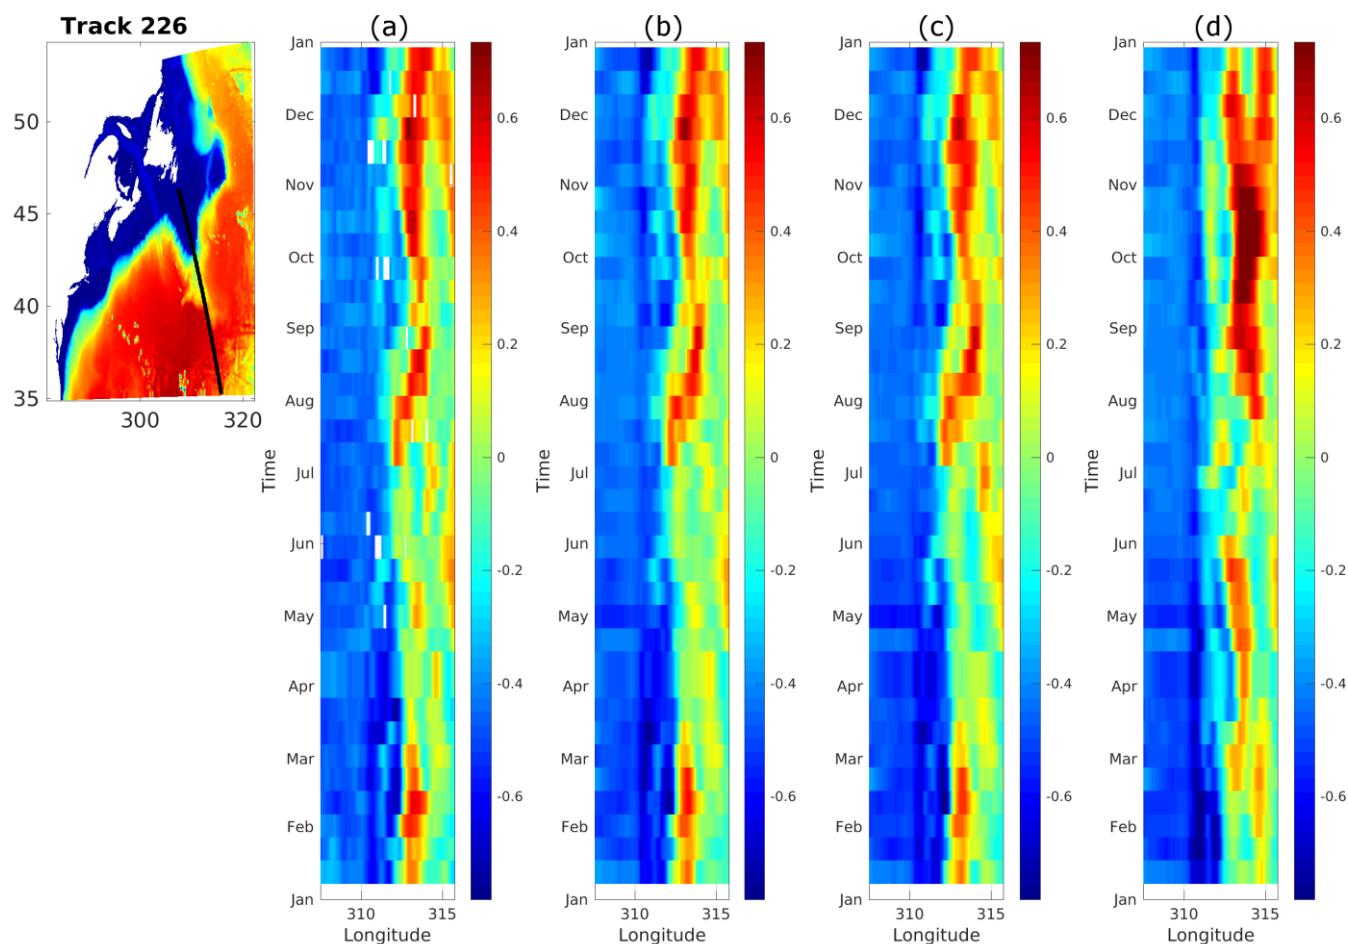 Track 226
(a)
(b)
(c)
(d)
50
45
40
35
300
320
Time
Jan
Dec
Nov
Oct
Sep
Aug
Jul
Jun
May
Apr
Mar
Feb
Jan
310
315
Longitude
0.6
0.4
0.2
0
-0.2
-0.4
-0.6
Time
Jan
Dec
Nov
Oct
Sep
Aug
Jul
Jun
May
Apr
Mar
Feb
Jan
310
315
Longitude
0.6
0.4
0.2
0
-0.2
-0.4
-0.6
Time
Jan
Dec
Nov
Oct
Sep
Aug
Jul
Jun
May
Apr
Mar
Feb
Jan
310
315
Longitude
0.6
0.4
0.2
0
-0.2
-0.4
-0.6
Time
Jan
Dec
Nov
Oct
Sep
Aug
Jul
Jun
May
Apr
Mar
Feb
Jan
310
315
Longitude
0.6
0.4
0.2
0
-0.2
-0.4
-0.6